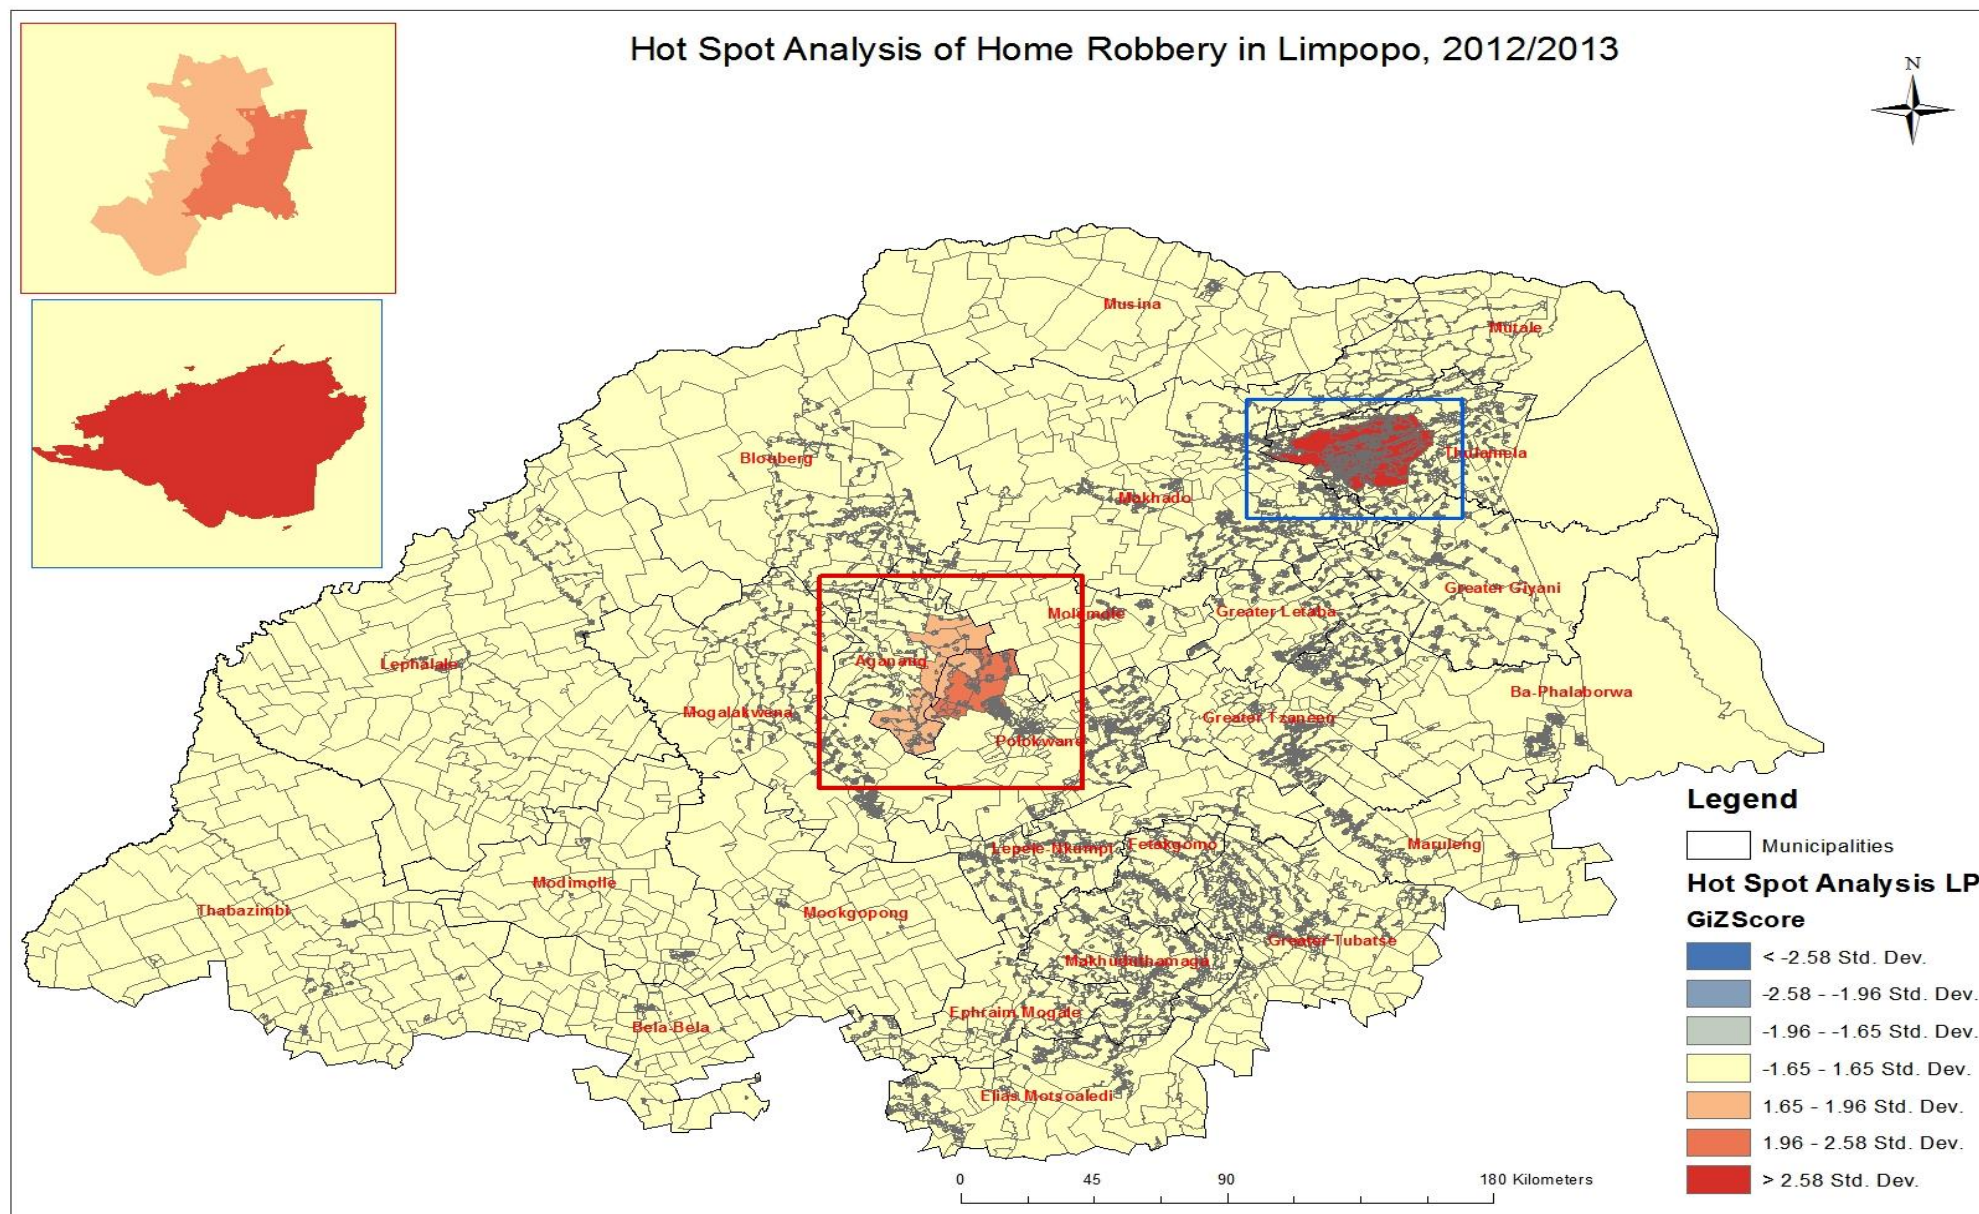 Hot Spot Analysis of Home Robbery in Limpopo, 2012/2013
N
Musina
Mutale
Blouberg
Thulamela
Makhado
Greater Giyani
Molemole
Greater Letaba
Aganang
Lephalale
Ba-Phalaborwa
Mogalakwena
Greater Tzaneen
Polokwane
Lepele-Nkumpi
Fetakgomo
Maruleng
Modimolle
Thabazimbi
Mookgopong
Greater Tubatse
Makhuduthamaga
Ephraim Mogale
Bela Bela
Elias Motsoaledi
Legend
Municipalities
Hot Spot Analysis LP
GiZScore
< -2.58 Std. Dev.
-2.58 - -1.96 Std. Dev.
-1.96 - -1.65 Std. Dev.
-1.65 - 1.65 Std. Dev.
1.65 - 1.96 Std. Dev.
1.96 - 2.58 Std. Dev.
> 2.58 Std. Dev.
0 45 90 180 Kilometers